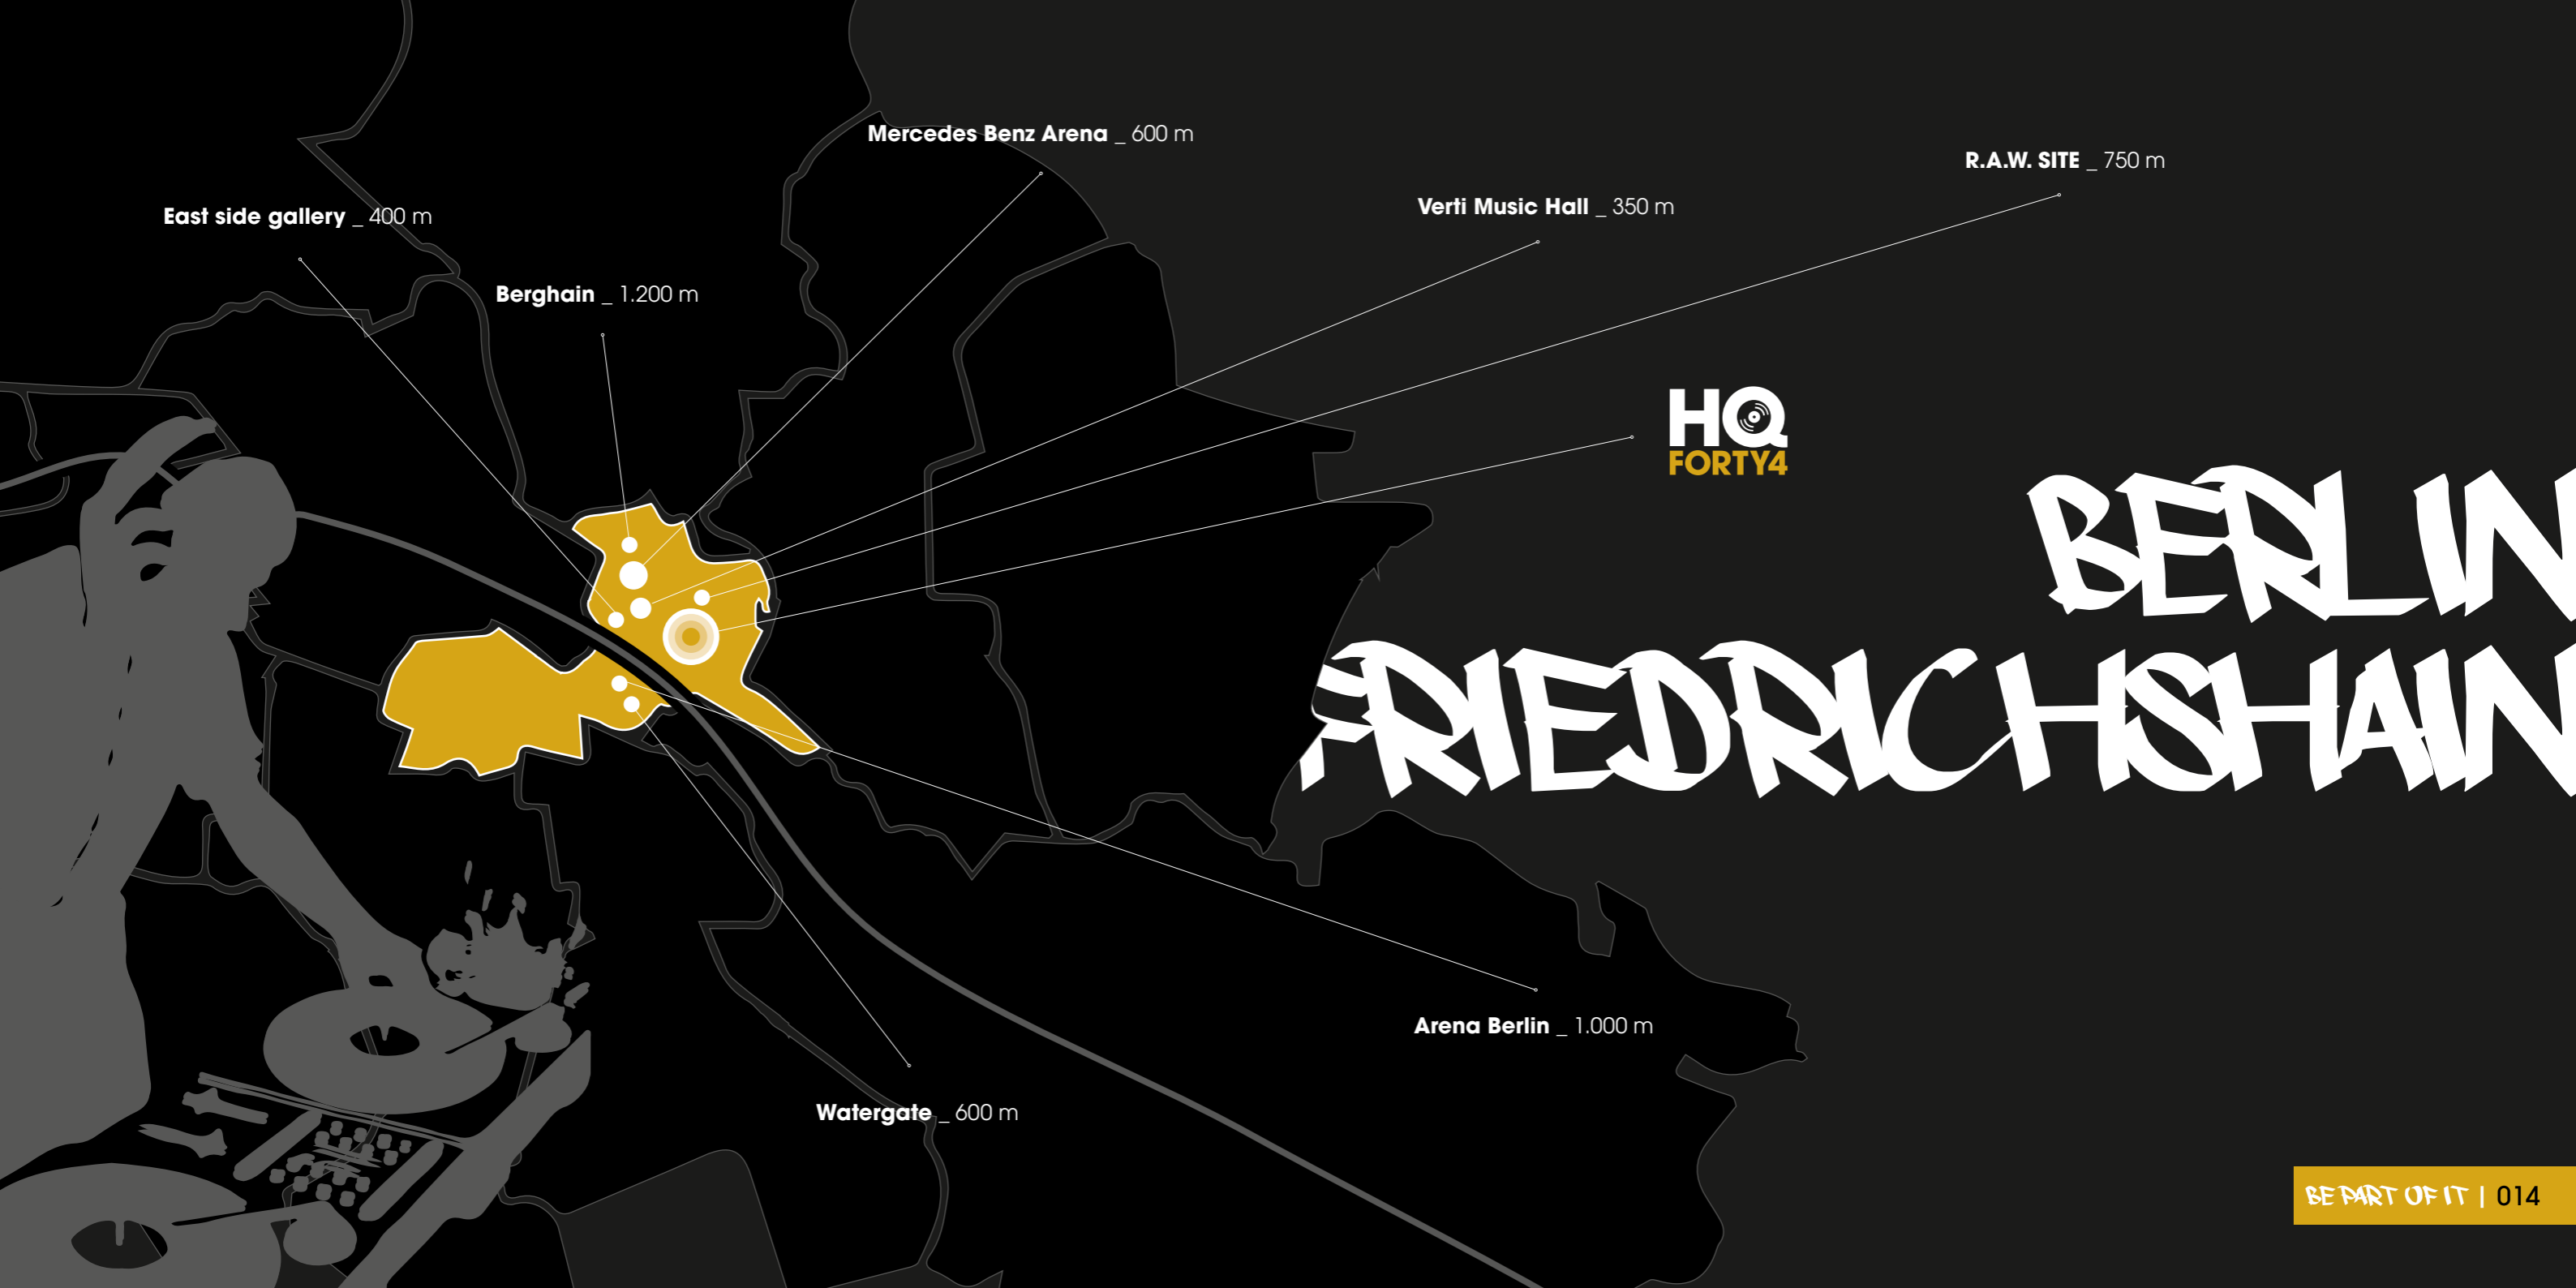 Mercedes Benz Arena _ 600 m
R.A.W. SITE _ 750 m
Verti Music Hall _ 350 m
East side gallery _ 400 m
Berghain _ 1.200 m
HQ
FORTY4
BERLIN
FRIEDRICHSHAIN
Arena Berlin _ 1.000 m
Watergate _ 600 m
BE PART OF IT | 014